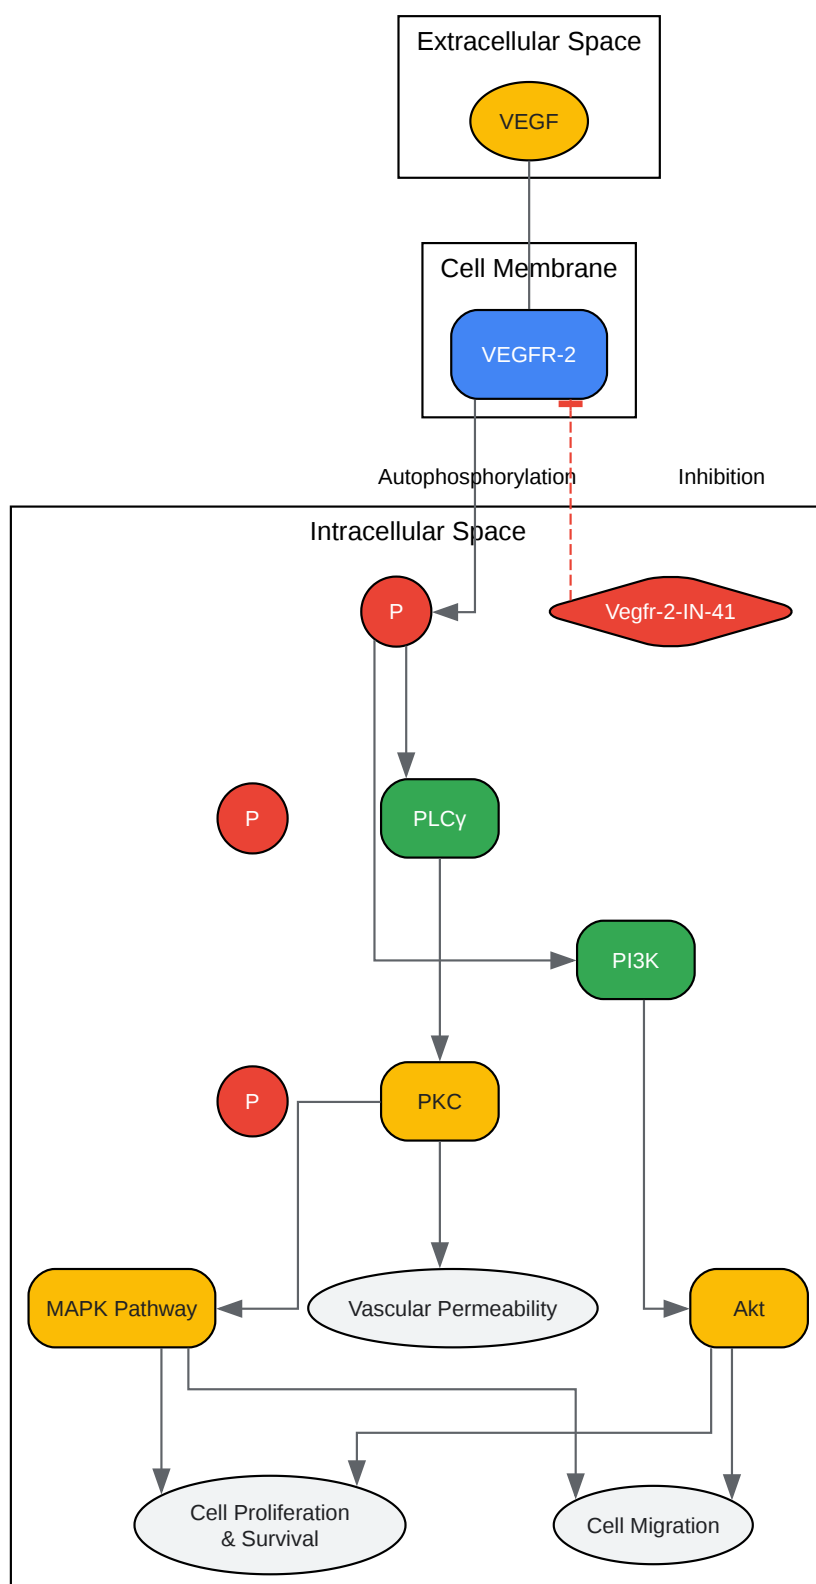 Extracellular Space
VEGF
Cell Membrane
VEGFR-2
Autophosphorylation
Inhibition
Intracellular Space
P
Vegfr-2-IN-41
P
PLCγ
PI3K
P
PKC
MAPK Pathway
Vascular Permeability
Akt
Cell Proliferation
& Survival
Cell Migration